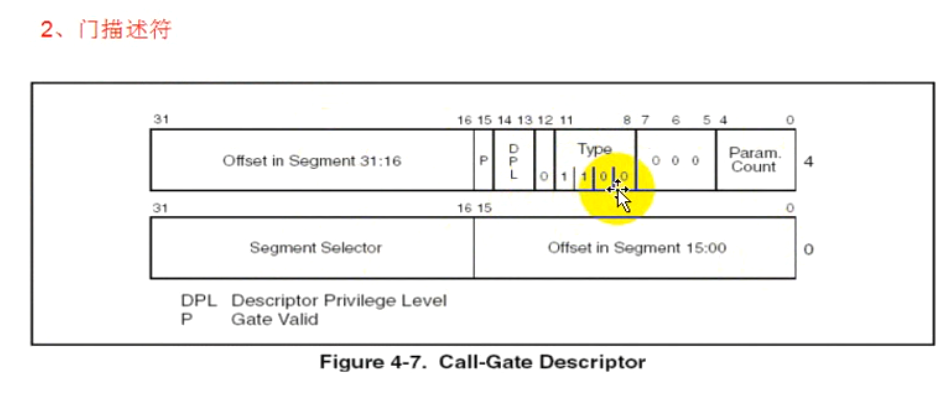 2、门描述符
31 16 15 14 13 12 11 8 7 6 5 4 0
Offset in Segment 31:16 P DPL 0 Type 1 1 0 0 0 0 0 Param. Count 4
31 16 15 0
Segment Selector Offset in Segment 15:00 0
DPL Descriptor Privilege Level
P Gate Valid
Figure 4-7. Call-Gate Descriptor